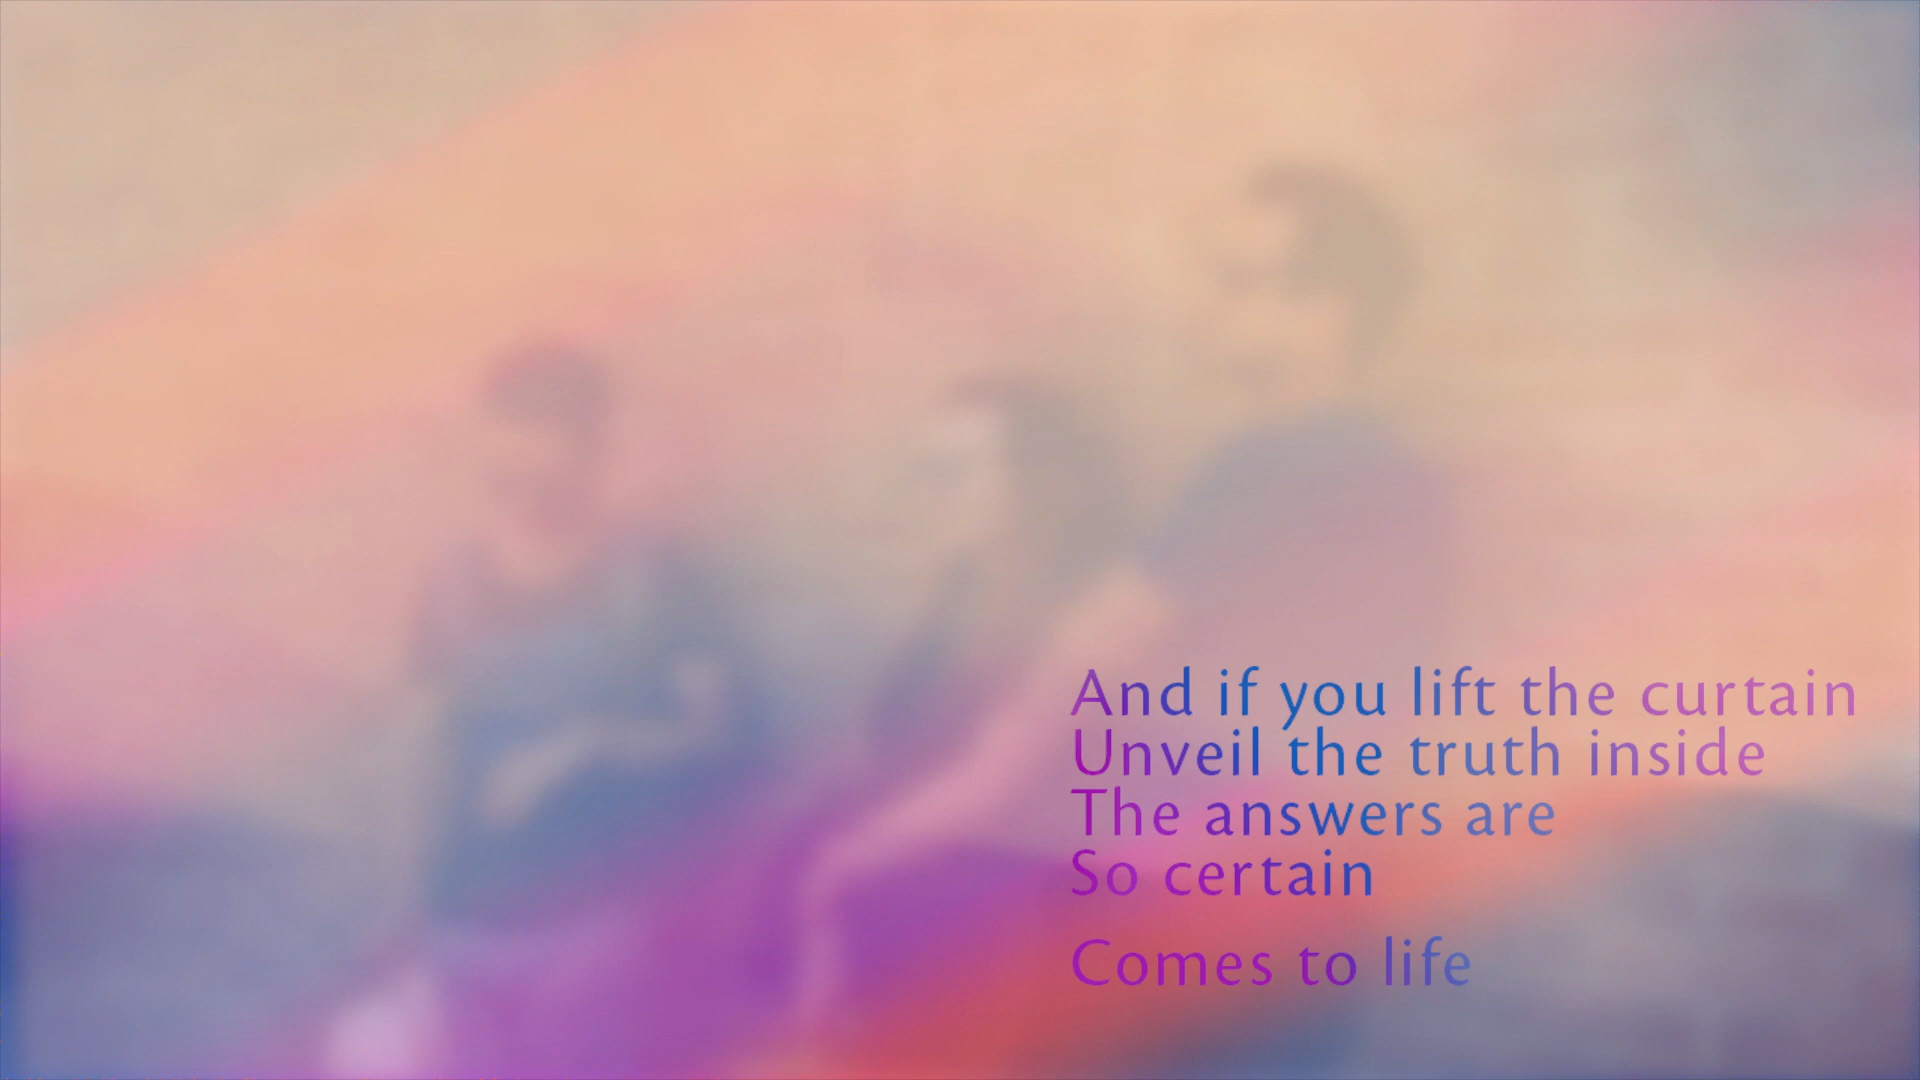 And if you lift the curtain
Unveil the truth inside
The answers are
So certain
Comes to life